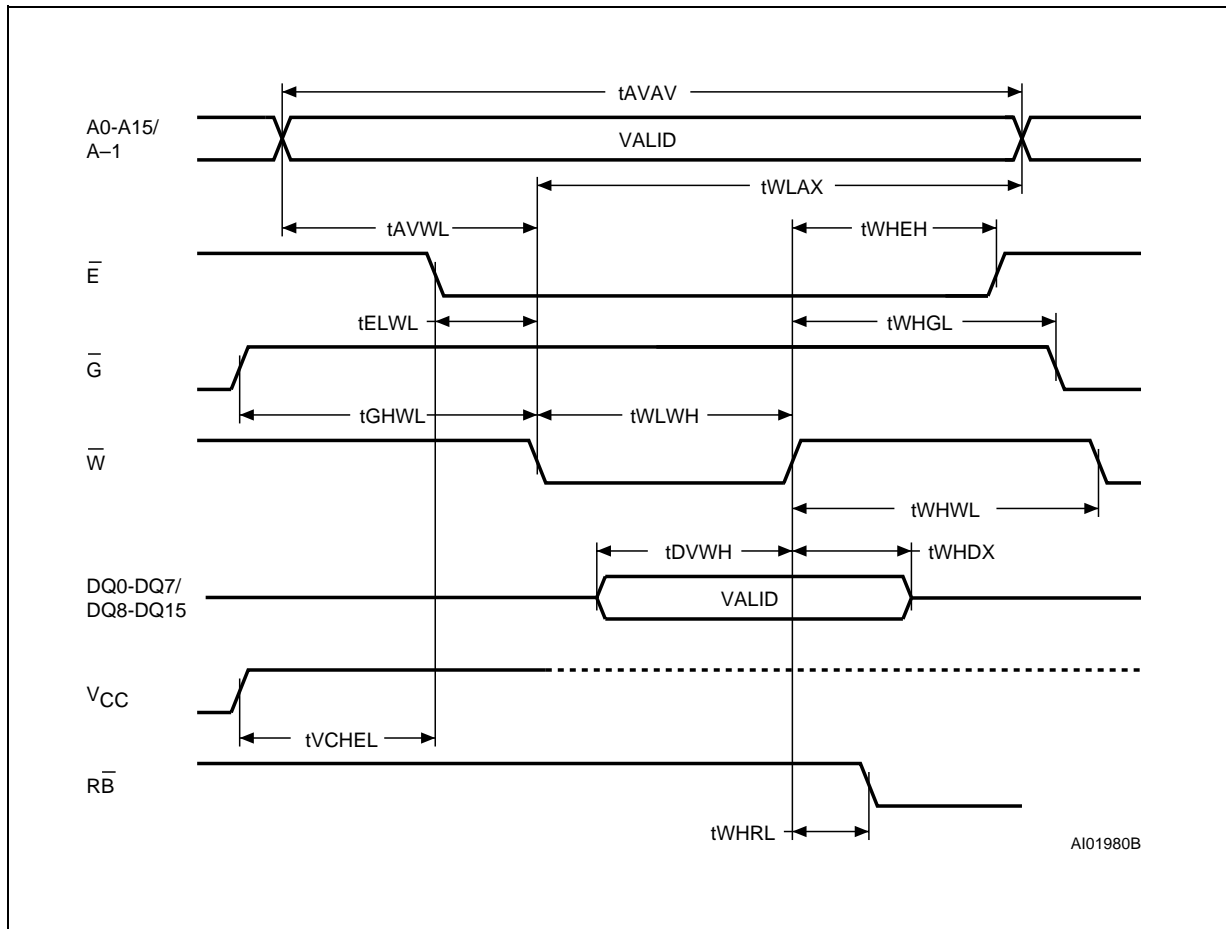 tAVAV
A0-A15/
A–1
VALID
tWLAX
tAVWL
tWHEH
E̅
tELWL
tWHGL
G̅
tGHWL
tWLWH
W̅
tWHWL
tDVWH
tWHDX
DQ0-DQ7/
DQ8-DQ15
VALID
VCC
tVCHEL
RB̅
tWHRL
AI01980B